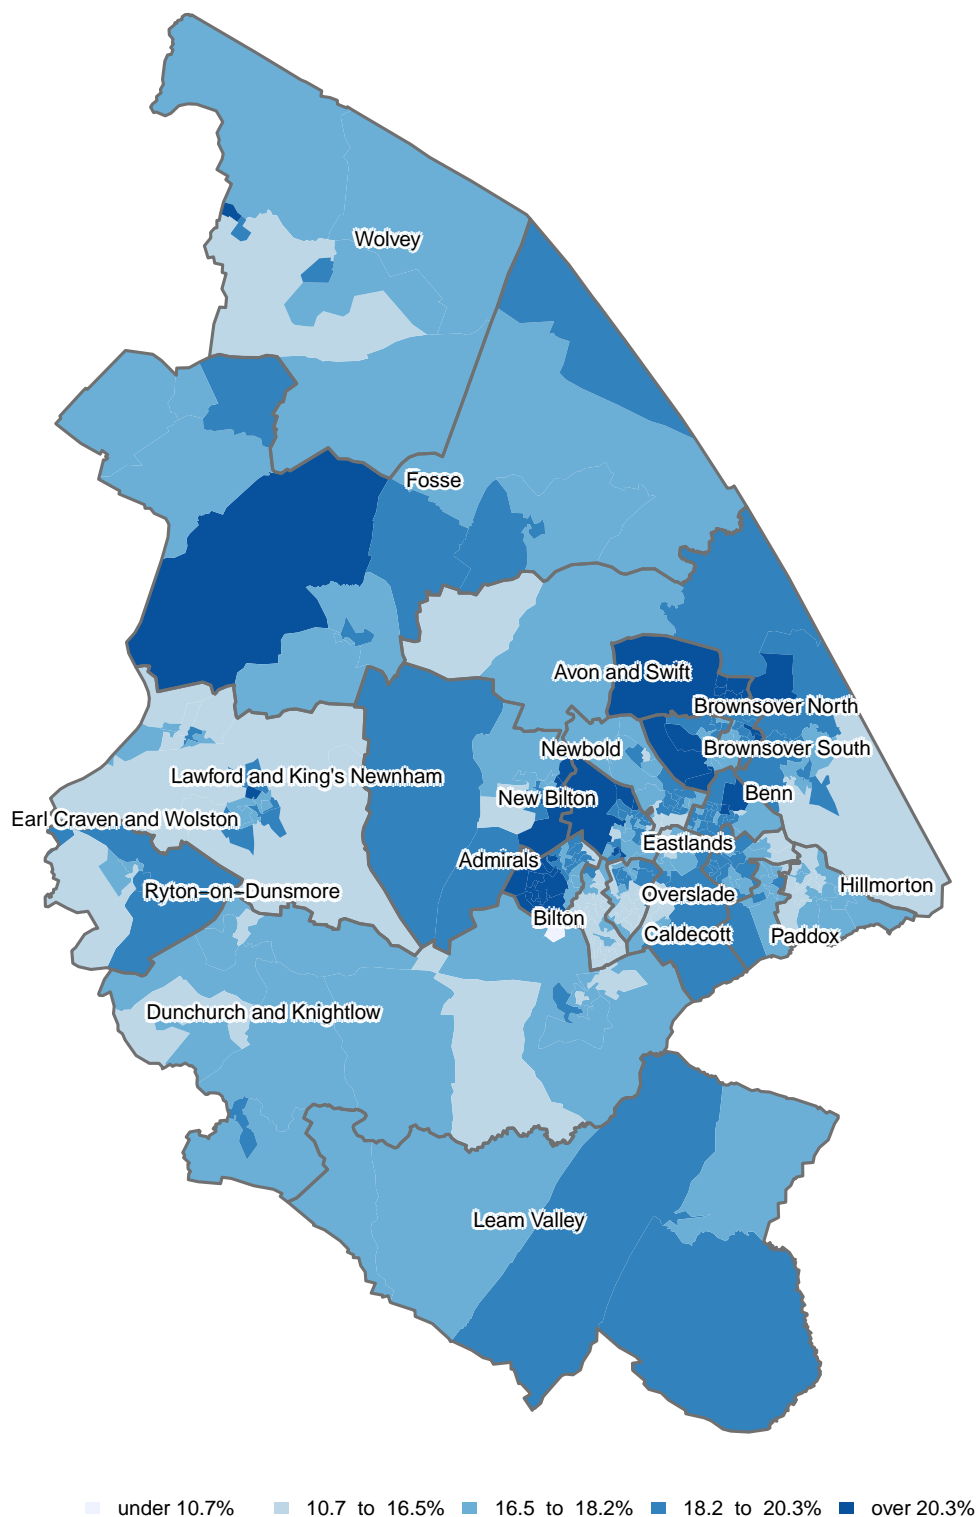 Wolvey
Fosse
Avon and Swift
Brownsover North
Newbold
Brownsover South
Lawford and King's Newnham
New Bilton
Benn
Earl Craven and Wolston
Eastlands
Admirals
Ryton-on-Dunsmore
Overslade
Hillmorton
Bilton
Caldecott
Paddox
Dunchurch and Knightlow
Leam Valley
under 10.7%
10.7 to 16.5%
16.5 to 18.2%
18.2 to 20.3%
over 20.3%